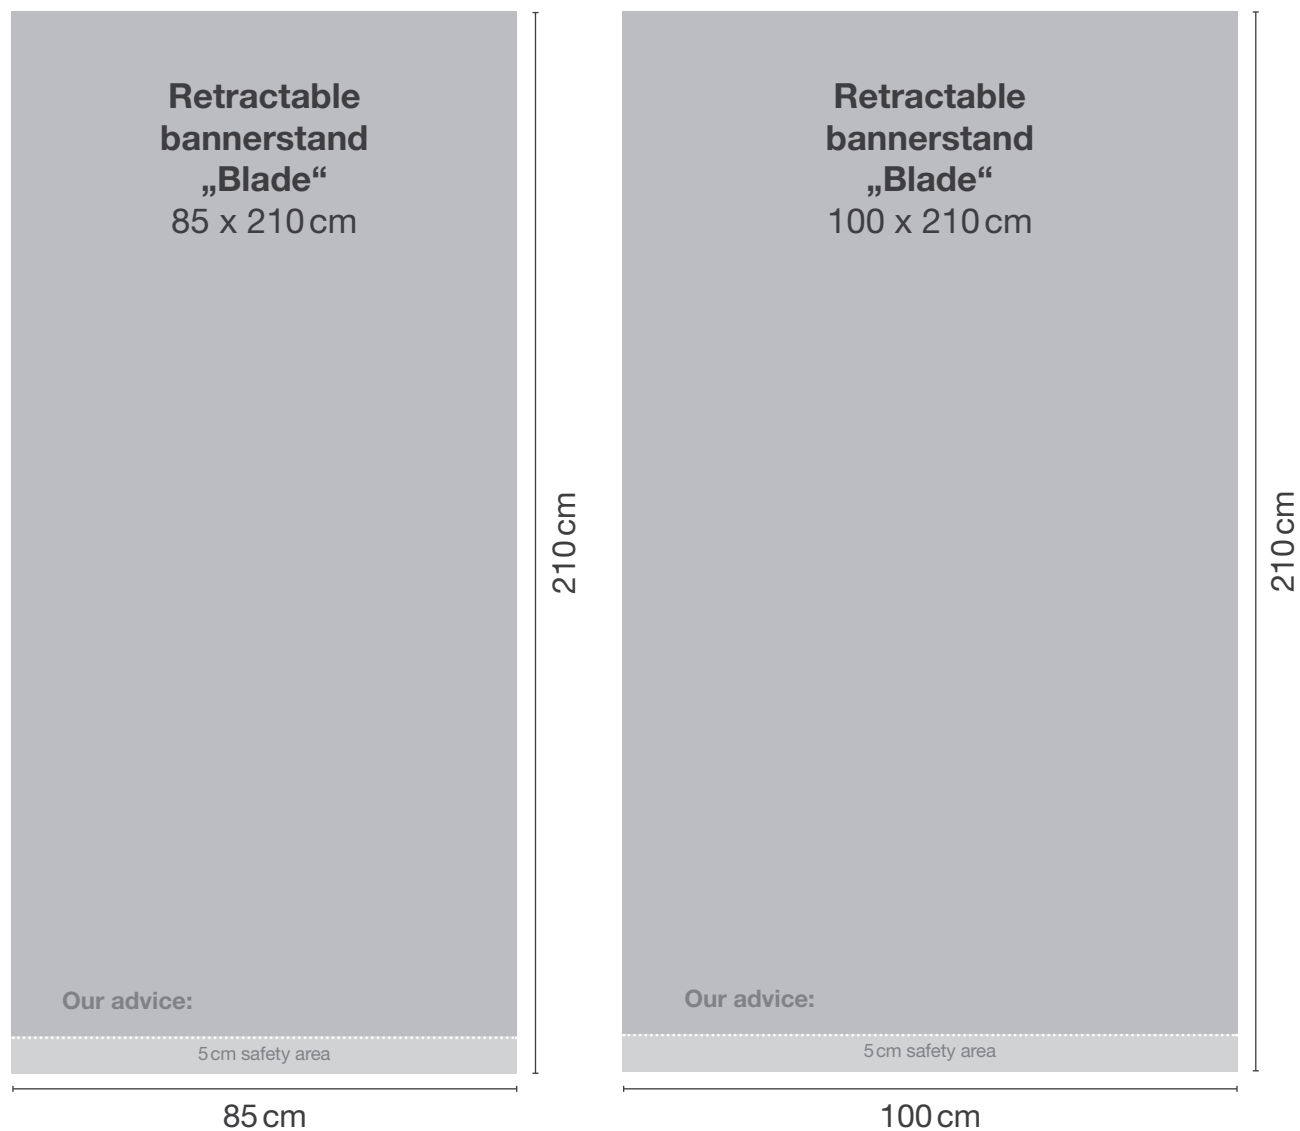 Retractable
bannerstand
„Blade“
85 x 210 cm
210 cm
Our advice:
5 cm safety area
85 cm
Retractable
bannerstand
„Blade“
100 x 210 cm
210 cm
Our advice:
5 cm safety area
100 cm